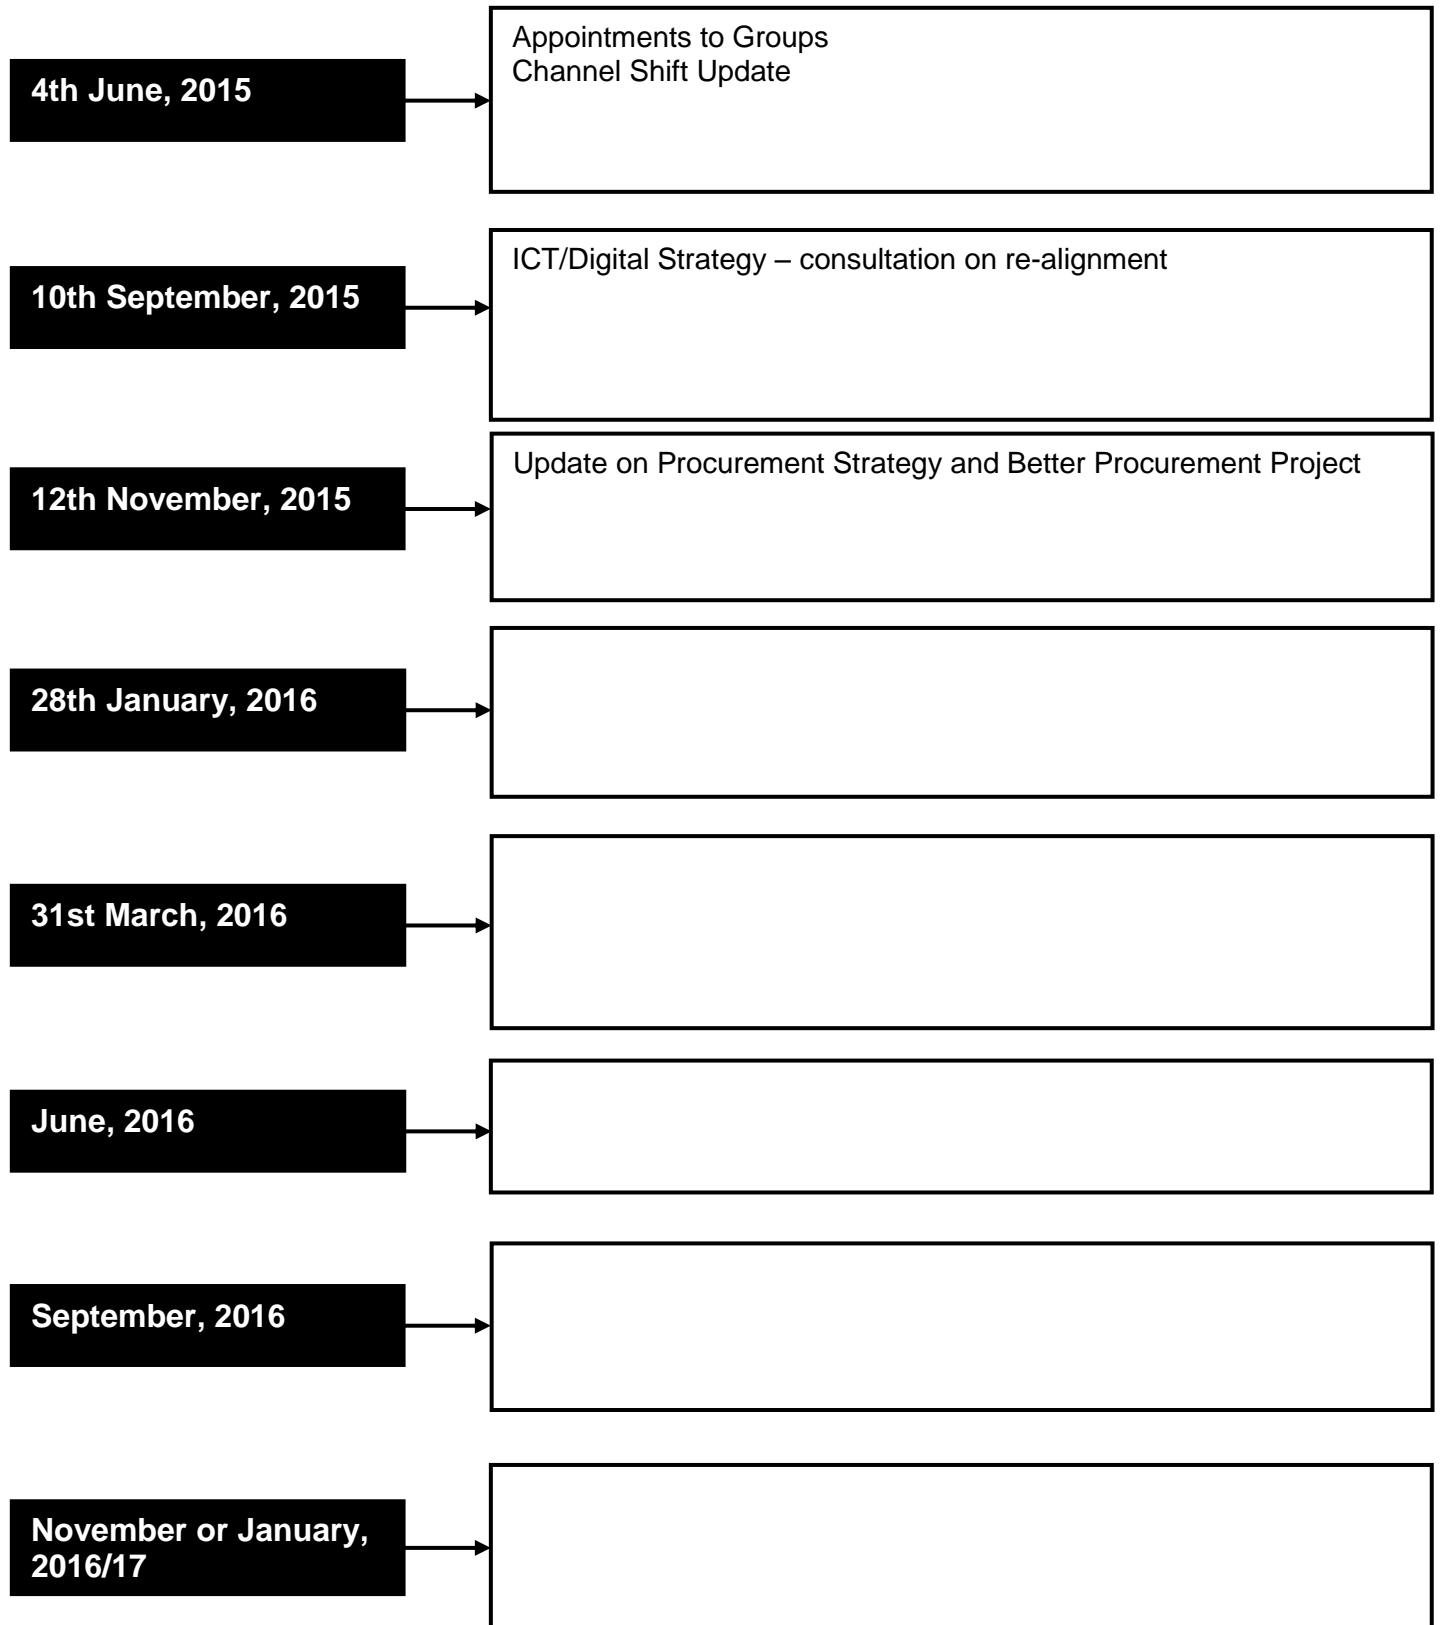 4th June, 2015
Appointments to Groups
Channel Shift Update
10th September, 2015
ICT/Digital Strategy – consultation on re-alignment
12th November, 2015
Update on Procurement Strategy and Better Procurement Project
28th January, 2016
31st March, 2016
June, 2016
September, 2016
November or January,
2016/17